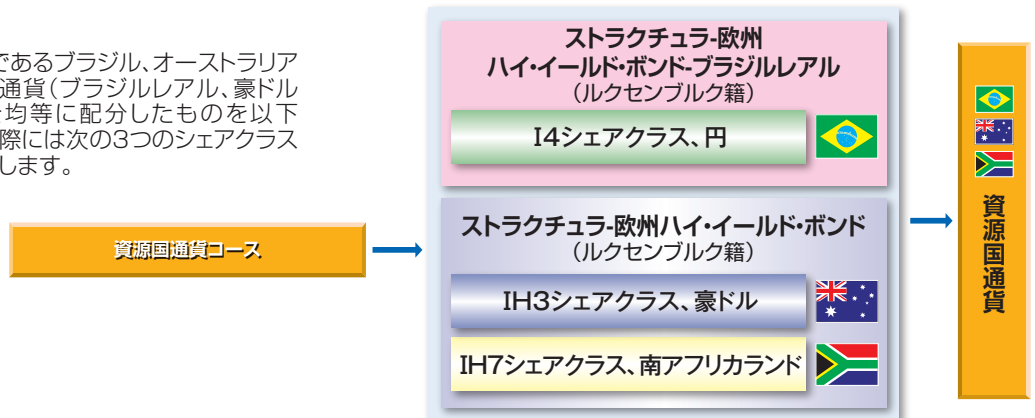 であるブラジル、オーストラリア
通貨（ブラジルレアル、豪ドル
均等に配分したものを以下
際には次の3つのシェアクラス
します。
資源国通貨コース
ストラクチュラ-欧州
ハイ・イールド・ボンド-ブラジルレアル
（ルクセンブルク籍）
I4シェアクラス、円
ストラクチュラ-欧州ハイ・イールド・ボンド
（ルクセンブルク籍）
IH3シェアクラス、豪ドル
IH7シェアクラス、南アフリカランド
資源国通貨